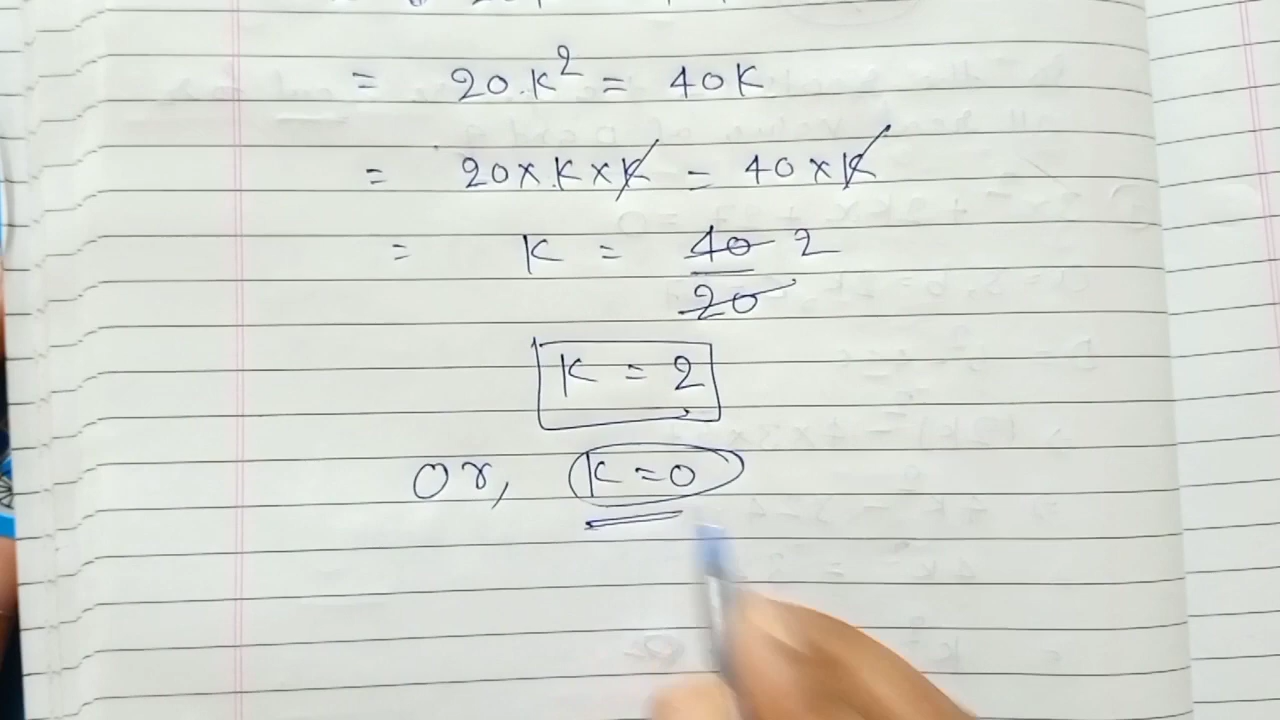 = 20.K² = 40K
= 20×K×K = 40×K
= K = 40/20 2
K = 2
Or, K=0